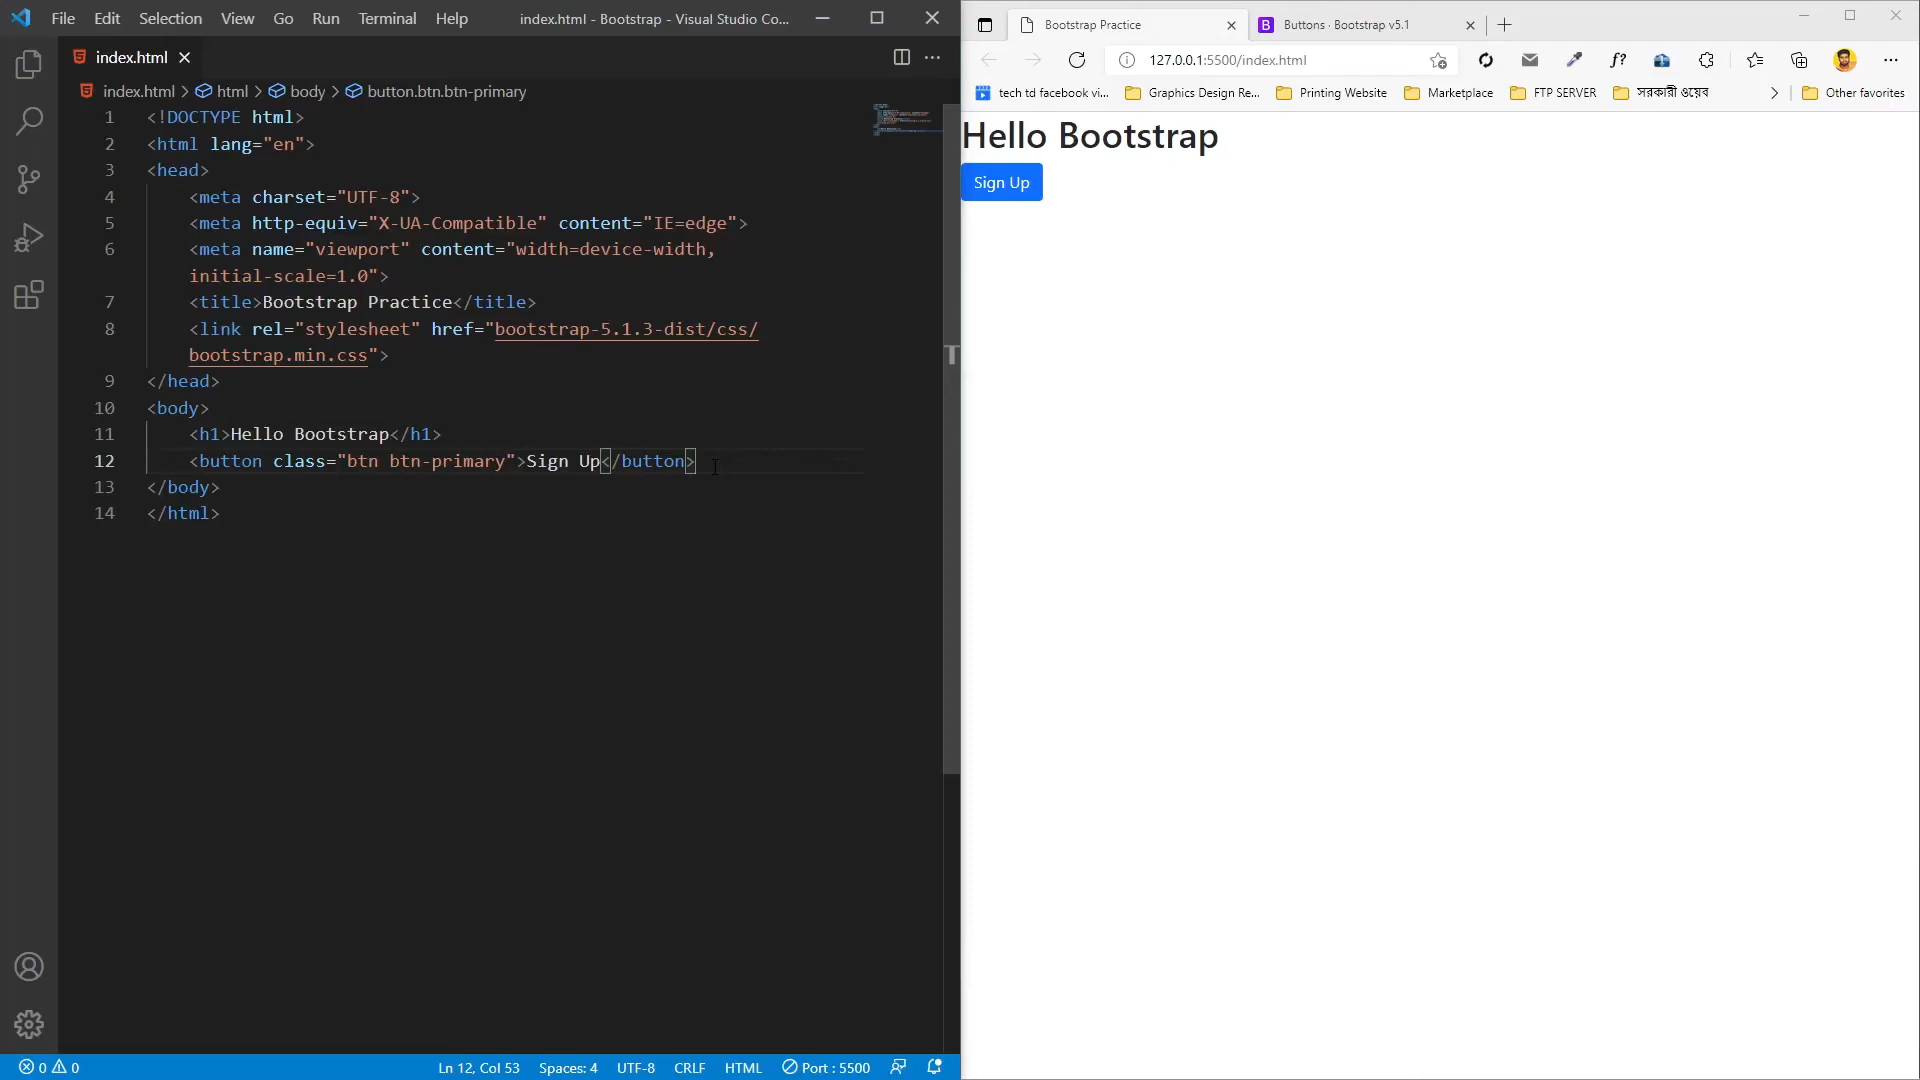 File Edit Selection View Go Run Terminal Help index.html - Bootstrap - Visual Studio Co...
index.html
index.html > html > body > button.btn.btn-primary
1 <!DOCTYPE html>
2 <html lang="en">
3 <head>
4 <meta charset="UTF-8">
5 <meta http-equiv="X-UA-Compatible" content="IE=edge">
6 <meta name="viewport" content="width=device-width,
initial-scale=1.0">
7 <title>Bootstrap Practice</title>
8 <link rel="stylesheet" href="bootstrap-5.1.3-dist/css/
bootstrap.min.css">
9 </head>
10 <body>
11 <h1>Hello Bootstrap</h1>
12 <button class="btn btn-primary">Sign Up</button>
13 </body>
14 </html>
0 0 Ln 12, Col 53 Spaces: 4 UTF-8 CRLF HTML Port : 5500
Bootstrap Practice Buttons · Bootstrap v5.1
127.0.0.1:5500/index.html
tech td facebook vi... Graphics Design Re... Printing Website Marketplace FTP SERVER সরকারী ওয়েব Other favorites
Hello Bootstrap
Sign Up